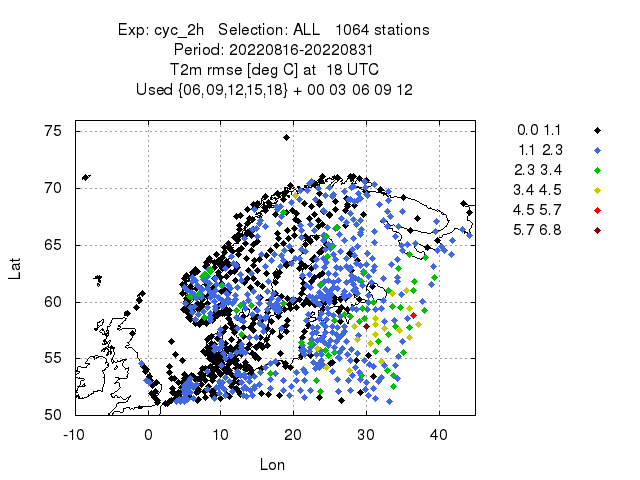 Exp: cyc_2h   Selection: ALL   1064 stations
Period: 20220816-20220831
T2m rmse [deg C] at  18 UTC
Used {06,09,12,15,18} + 00 03 06 09 12
0.0 1.1
1.1 2.3
2.3 3.4
3.4 4.5
4.5 5.7
5.7 6.8
75
70
65
60
55
50
Lat
-10 0 10 20 30 40
Lon